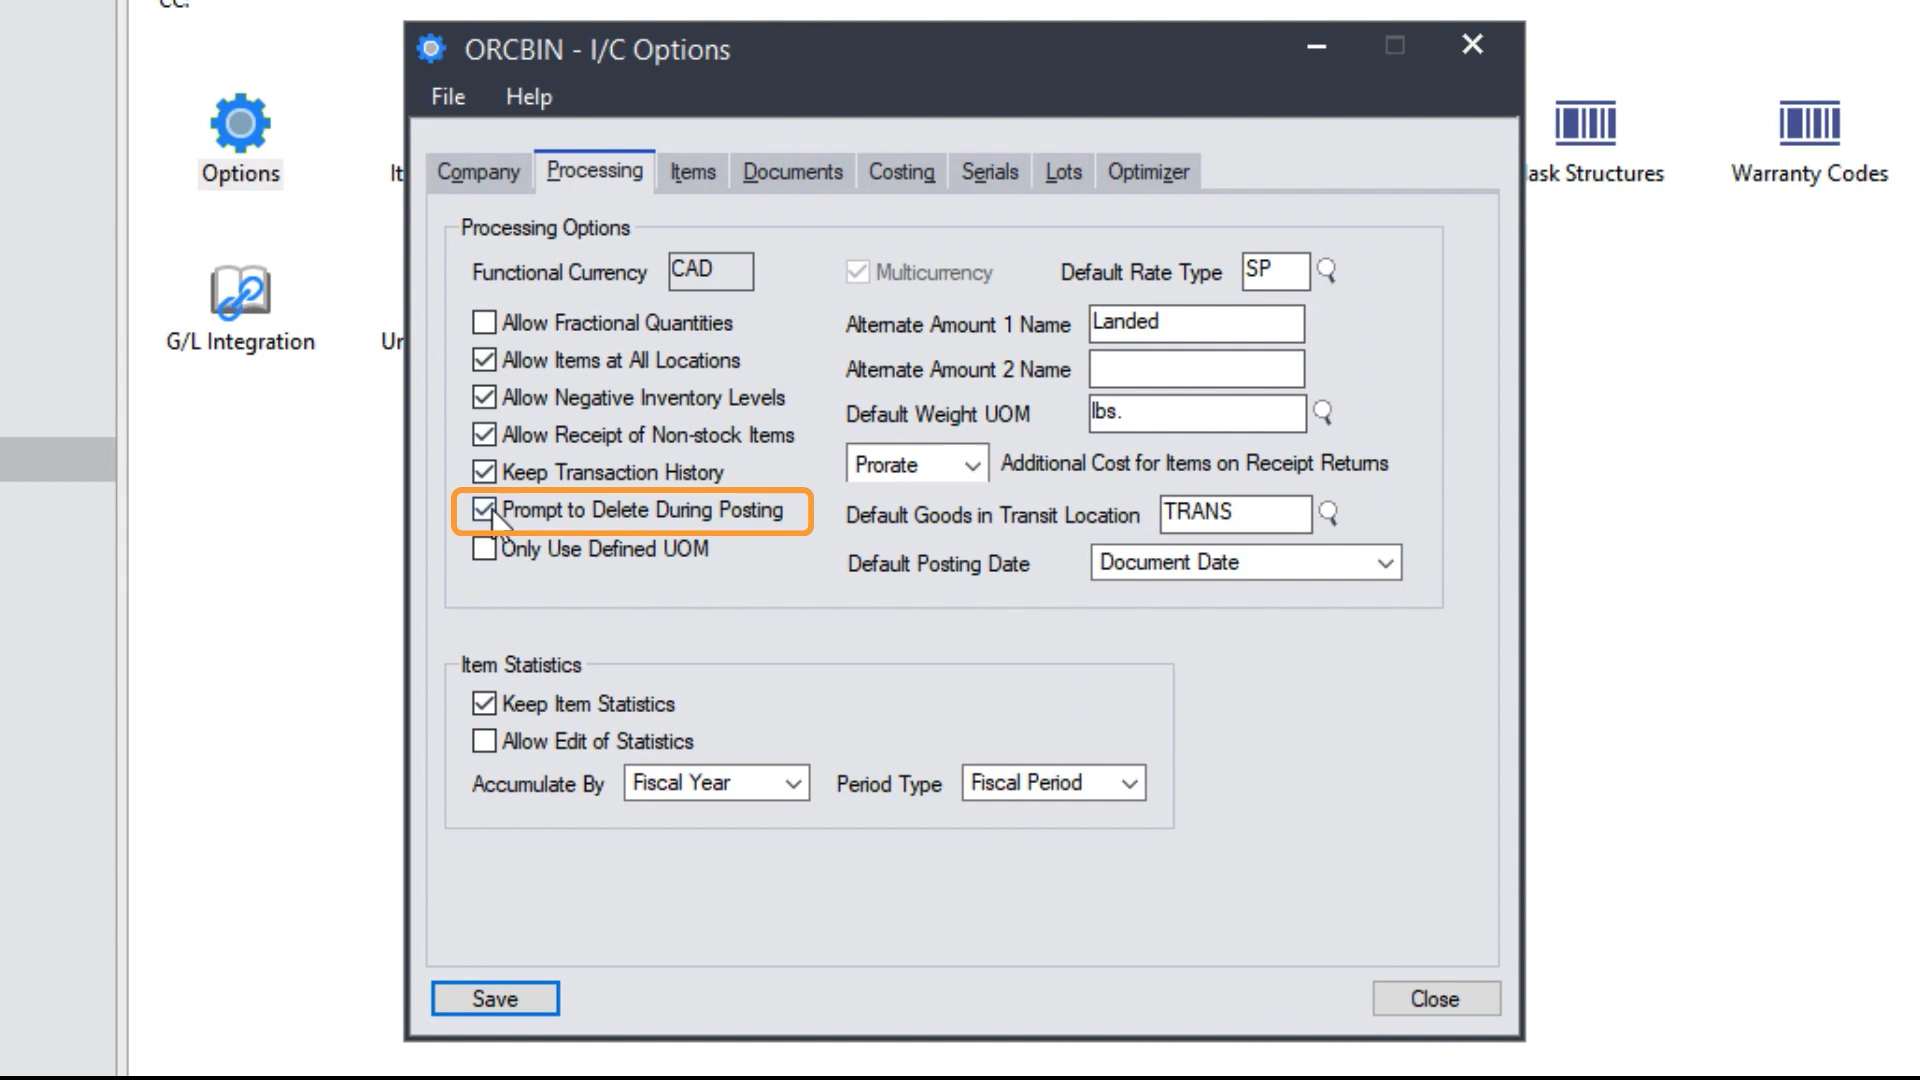 CC:
ORCBIN - I/C Options
File Help
Options
It
ask Structures
Warranty Codes
G/L Integration
Ur
Company Processing Items Documents Costing Serials Lots Optimizer
Processing Options
Functional Currency CAD Multicurrency Default Rate Type SP
Allow Fractional Quantities
Allow Items at All Locations
Allow Negative Inventory Levels
Allow Receipt of Non-stock Items
Keep Transaction History
Prompt to Delete During Posting
Only Use Defined UOM
Alternate Amount 1 Name Landed
Alternate Amount 2 Name
Default Weight UOM lbs.
Prorate Additional Cost for Items on Receipt Returns
Default Goods in Transit Location TRANS
Default Posting Date Document Date
Item Statistics
Keep Item Statistics
Allow Edit of Statistics
Accumulate By Fiscal Year Period Type Fiscal Period
Save Close